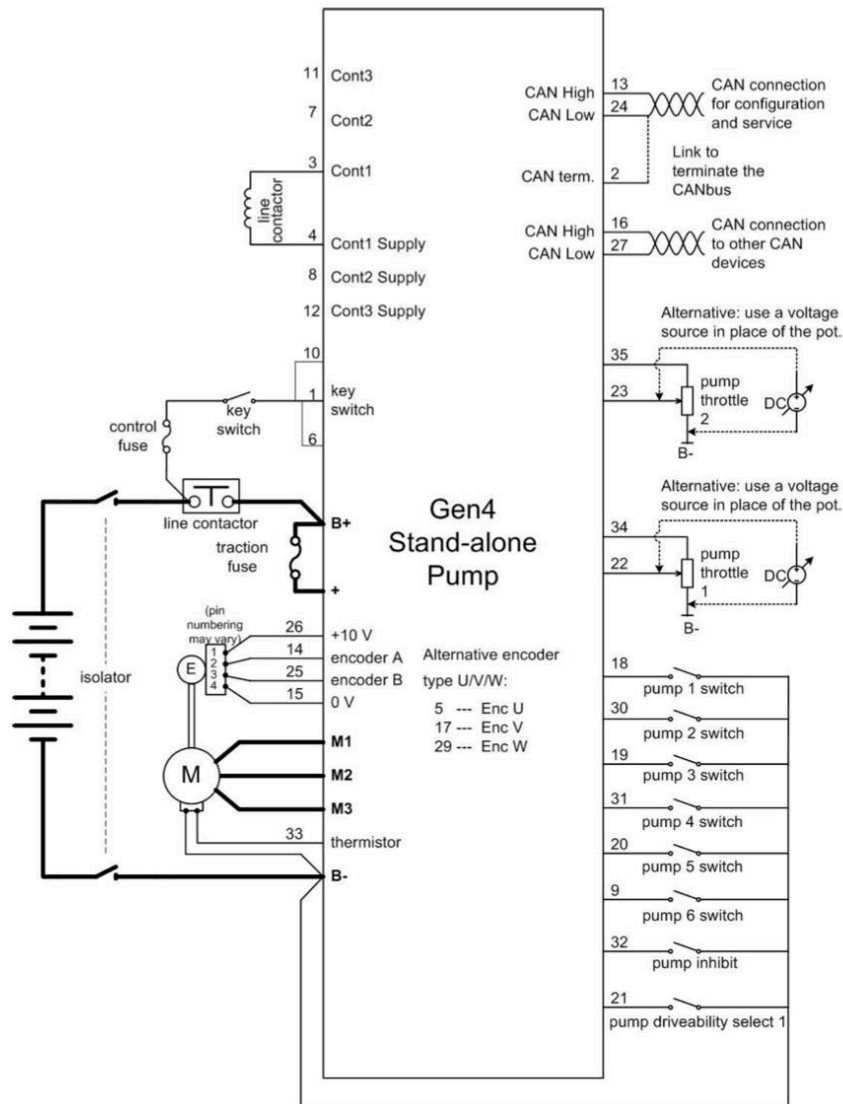 11 Cont3
7 Cont2
3 Cont1
line
contactor
4 Cont1 Supply
8 Cont2 Supply
12 Cont3 Supply
10
1 key
switch
6
key
switch
control
fuse
line contactor
B+
traction
fuse
+
(pin
numbering
may vary)
1
2
3
4
E
26 +10 V
14 encoder A
25 encoder B
15 0 V
isolator
M
M1
M2
M3
33 thermistor
B-
Gen4
Stand-alone
Pump
Alternative encoder
type U/V/W:
5 --- Enc U
17 --- Enc V
29 --- Enc W
CAN High 13
CAN Low 24
CAN connection
for configuration
and service
CAN term. 2
Link to
terminate the
CANbus
CAN High 16
CAN Low 27
CAN connection
to other CAN
devices
Alternative: use a voltage
source in place of the pot.
35
23
pump
throttle
2
DC
B-
Alternative: use a voltage
source in place of the pot.
34
22
pump
throttle
1
DC
B-
18
pump 1 switch
30
pump 2 switch
19
pump 3 switch
31
pump 4 switch
20
pump 5 switch
9
pump 6 switch
32
pump inhibit
21
pump driveability select 1